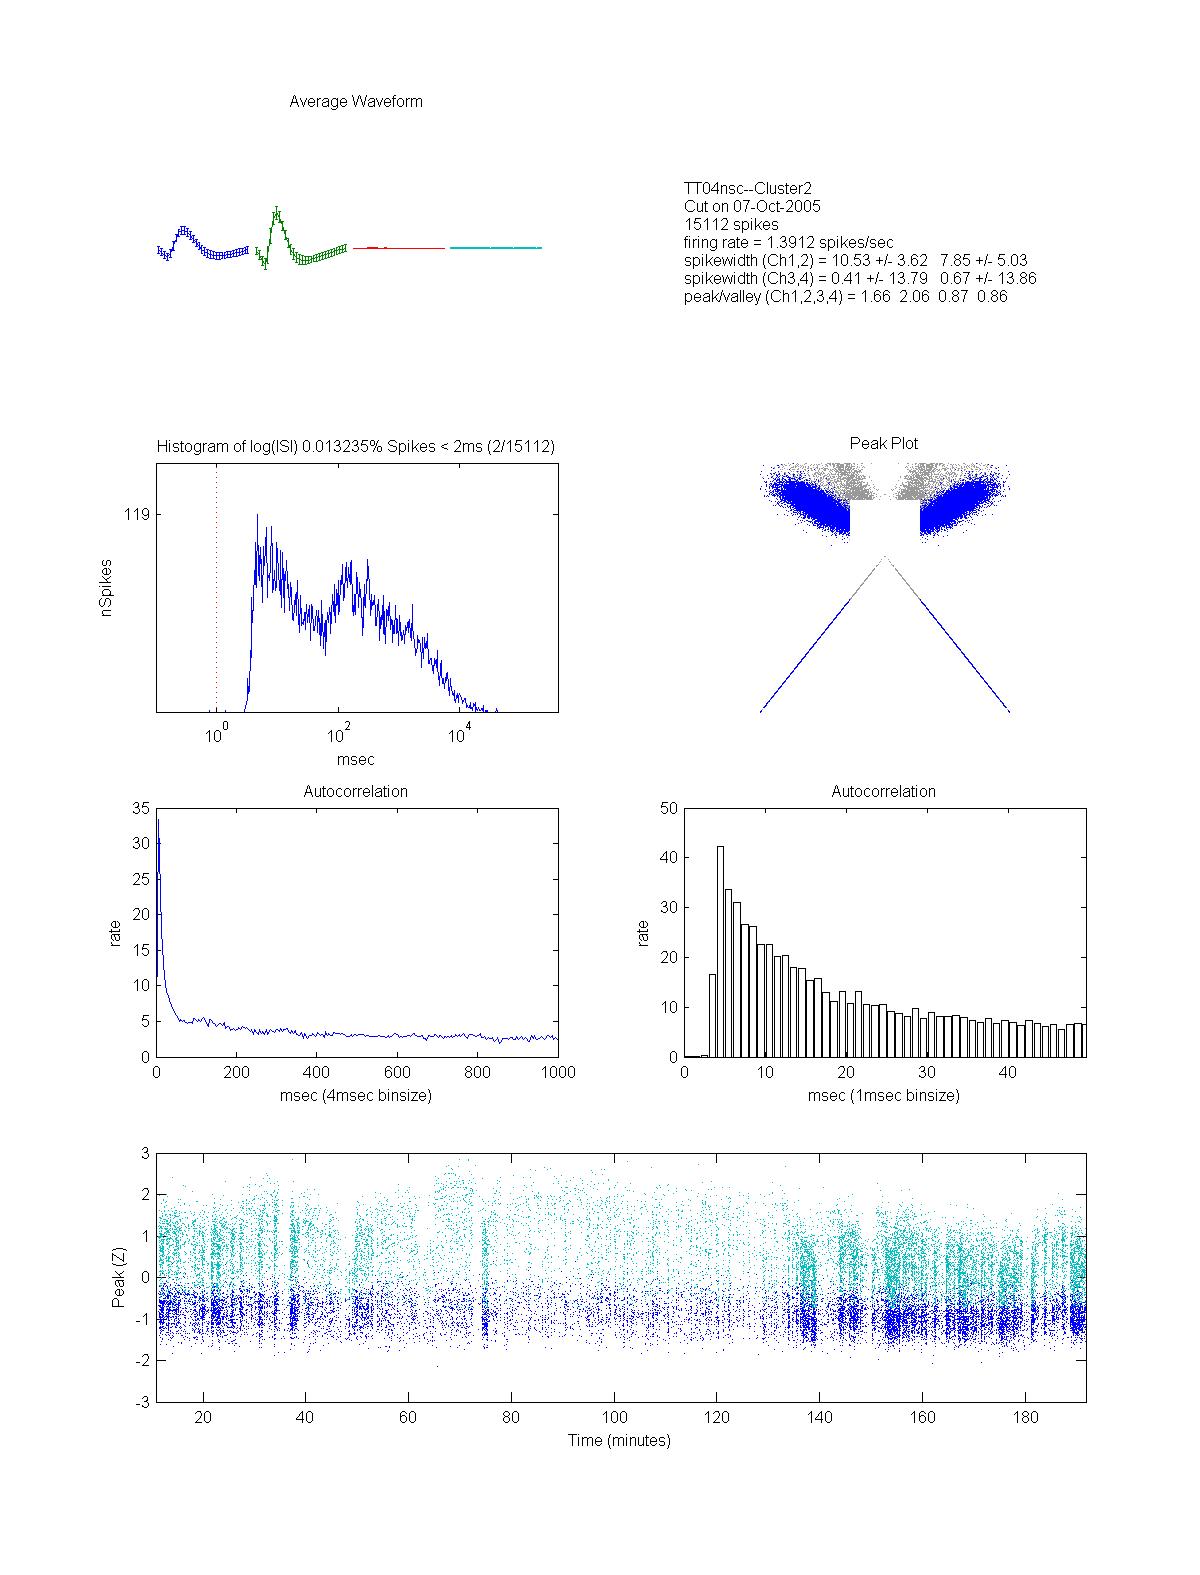 Average Waveform
TT04nsc--Cluster2
Cut on 07-Oct-2005
15112 spikes
firing rate = 1.3912 spikes/sec
spikewidth (Ch1,2) = 10.53 +/- 3.62   7.85 +/- 5.03
spikewidth (Ch3,4) = 0.41 +/- 13.79   0.67 +/- 13.86
peak/valley (Ch1,2,3,4) = 1.66  2.06  0.87  0.86
Histogram of log(ISI) 0.013235% Spikes < 2ms (2/15112)
119
nSpikes
10^0 10^2 10^4
msec
Peak Plot
Autocorrelation
35
30
25
20
15
10
5
0
rate
0 200 400 600 800 1000
msec (4msec binsize)
Autocorrelation
50
40
30
20
10
0
rate
0 10 20 30 40
msec (1msec binsize)
3
2
1
0
-1
-2
-3
Peak (Z)
20 40 60 80 100 120 140 160 180
Time (minutes)